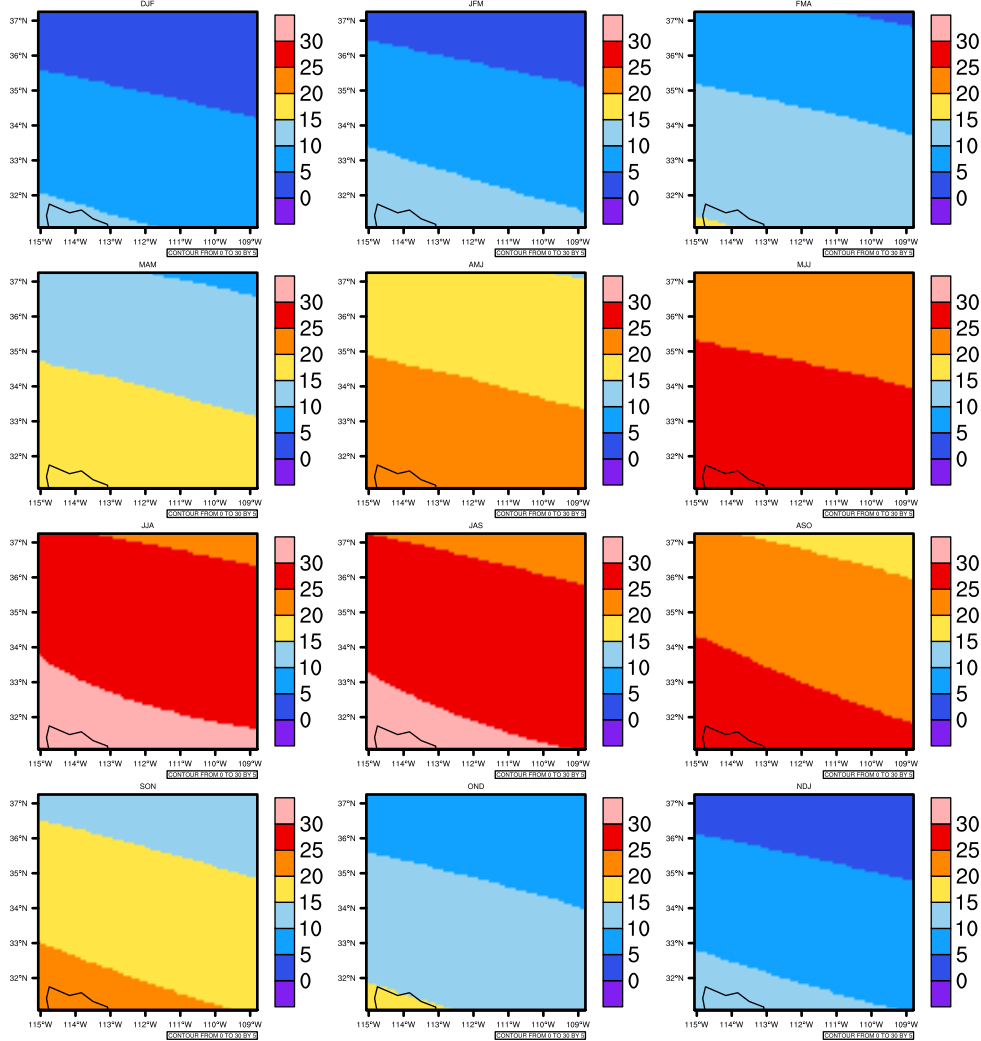 DJF JFM FMA
37°N 30 37°N 30 37°N 30
36°N 25 36°N 25 36°N 25
35°N 20 35°N 20 35°N 20
15 15 15
34°N 10 34°N 10 34°N 10
33°N 5 33°N 5 33°N 5
32°N 0 32°N 0 32°N 0
115°W 114°W 113°W 112°W 111°W 110°W 109°W 115°W 114°W 113°W 112°W 111°W 110°W 109°W 115°W 114°W 113°W 112°W 111°W 110°W 109°W
CONTOUR FROM 0 TO 30 BY 5 CONTOUR FROM 0 TO 30 BY 5 CONTOUR FROM 0 TO 30 BY 5
MAM AMJ MJJ
37°N 30 37°N 30 37°N 30
36°N 25 36°N 25 36°N 25
35°N 20 35°N 20 35°N 20
15 15 15
34°N 10 34°N 10 34°N 10
33°N 5 33°N 5 33°N 5
32°N 0 32°N 0 32°N 0
115°W 114°W 113°W 112°W 111°W 110°W 109°W 115°W 114°W 113°W 112°W 111°W 110°W 109°W 115°W 114°W 113°W 112°W 111°W 110°W 109°W
CONTOUR FROM 0 TO 30 BY 5 CONTOUR FROM 0 TO 30 BY 5 CONTOUR FROM 0 TO 30 BY 5
JJA JAS ASO
37°N 30 37°N 30 37°N 30
36°N 25 36°N 25 36°N 25
35°N 20 35°N 20 35°N 20
15 15 15
34°N 10 34°N 10 34°N 10
33°N 5 33°N 5 33°N 5
32°N 0 32°N 0 32°N 0
115°W 114°W 113°W 112°W 111°W 110°W 109°W 115°W 114°W 113°W 112°W 111°W 110°W 109°W 115°W 114°W 113°W 112°W 111°W 110°W 109°W
CONTOUR FROM 0 TO 30 BY 5 CONTOUR FROM 0 TO 30 BY 5 CONTOUR FROM 0 TO 30 BY 5
SON OND NDJ
37°N 30 37°N 30 37°N 30
36°N 25 36°N 25 36°N 25
35°N 20 35°N 20 35°N 20
15 15 15
34°N 10 34°N 10 34°N 10
33°N 5 33°N 5 33°N 5
32°N 0 32°N 0 32°N 0
115°W 114°W 113°W 112°W 111°W 110°W 109°W 115°W 114°W 113°W 112°W 111°W 110°W 109°W 115°W 114°W 113°W 112°W 111°W 110°W 109°W
CONTOUR FROM 0 TO 30 BY 5 CONTOUR FROM 0 TO 30 BY 5 CONTOUR FROM 0 TO 30 BY 5